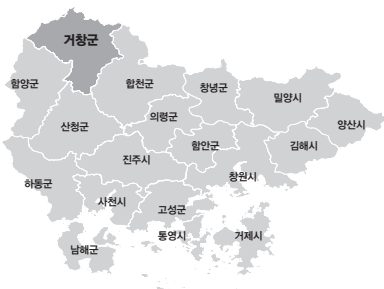 거창군
함양군
합천군
창녕군
밀양시
의령군
양산시
산청군
함안군
김해시
진주시
창원시
하동군
사천시
고성군
통영시
거제시
남해군